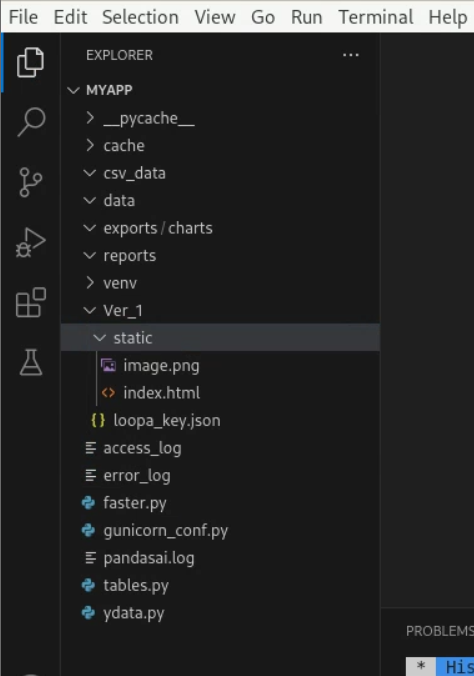 File Edit Selection View Go Run Terminal Help
EXPLORER ...
MYAPP
__pycache__
cache
csv_data
data
exports / charts
reports
venv
Ver_1
static
image.png
index.html
loopa_key.json
access_log
error_log
faster.py
gunicorn_conf.py
pandasai.log
tables.py
ydata.py
PROBLEMS
* His